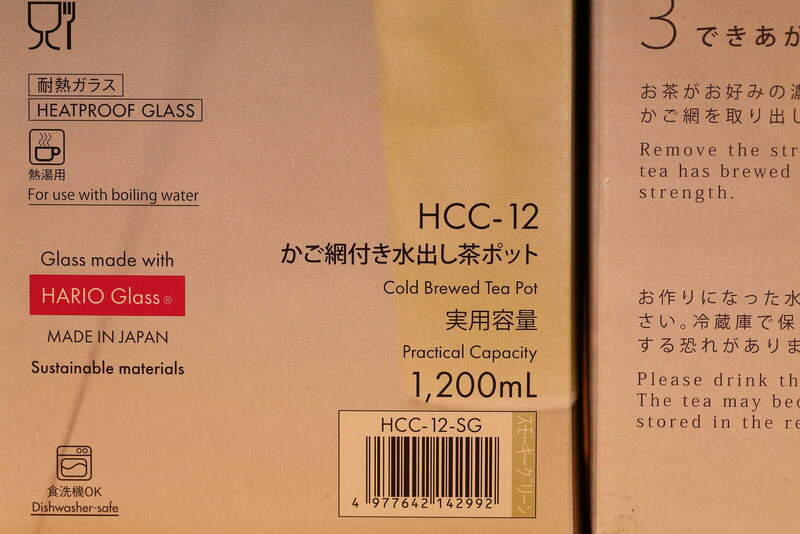 耐熱ガラス
HEATPROOF GLASS
熱湯用
For use with boiling water
Glass made with
HARIO Glass®
MADE IN JAPAN
Sustainable materials
食洗機OK
Dishwasher-safe
HCC-12
かご網付き水出し茶ポット
Cold Brewed Tea Pot
実用容量
Practical Capacity
1,200mL
HCC-12-SG
スモーキーグリーン
4 977642 142992
3 できあが
お茶がお好みの濃
かご網を取り出し
Remove the str
tea has brewed
strength.
お作りになった水
さい。冷蔵庫で保
する恐れがありま
Please drink th
The tea may bec
stored in the re